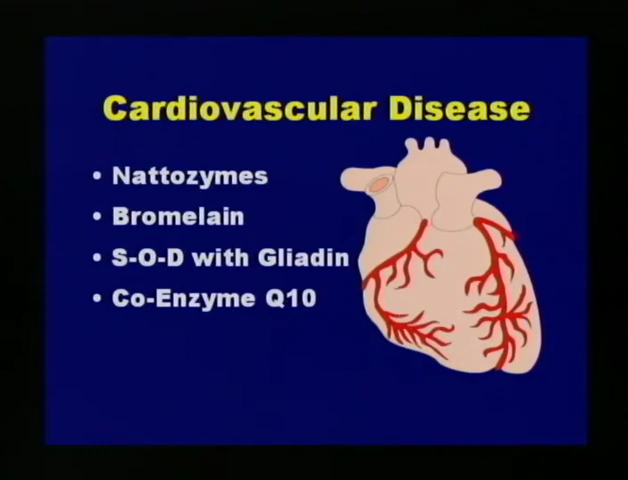 Cardiovascular Disease
• Nattozymes
• Bromelain
• S-O-D with Gliadin
• Co-Enzyme Q10